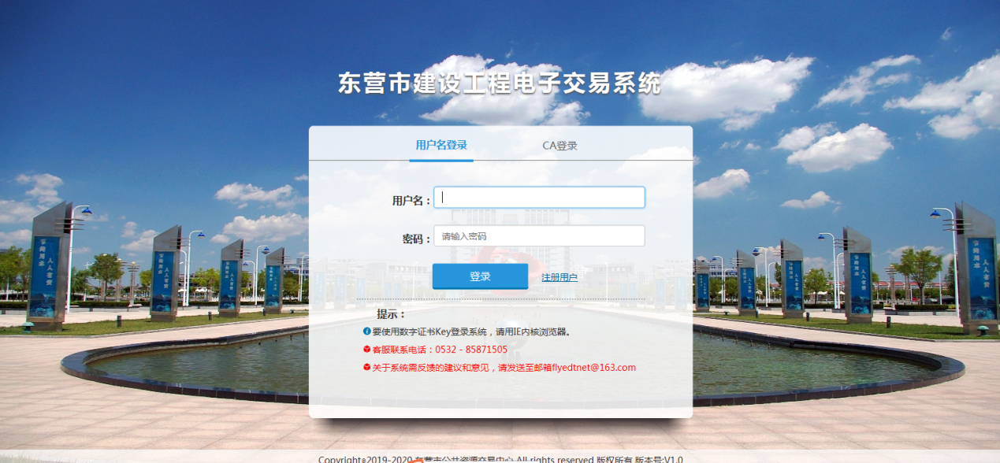 东营市建设工程电子交易系统
用户名登录 CA登录
用户名：
密码： 请输入密码
登录 注册用户
提示：
要使用数字证书Key登录系统，请用IE内核浏览器。
客服联系电话：0532 - 85871505
关于系统需反馈的建议和意见，请发送至邮箱flyedtnet@163.com
Copyright©2019-2020 东营市公共资源交易中心 All rights reserved 版权所有 版本号:V1.0